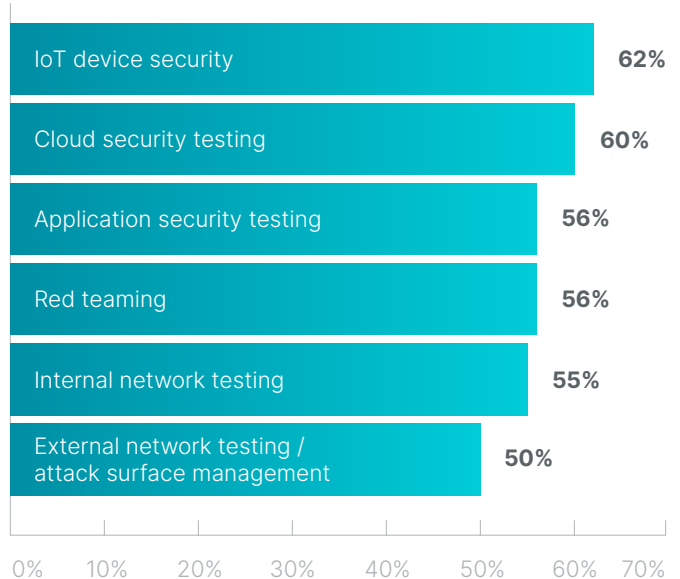 IoT device security 62%
Cloud security testing 60%
Application security testing 56%
Red teaming 56%
Internal network testing 55%
External network testing /
attack surface management 50%
0% 10% 20% 30% 40% 50% 60% 70%